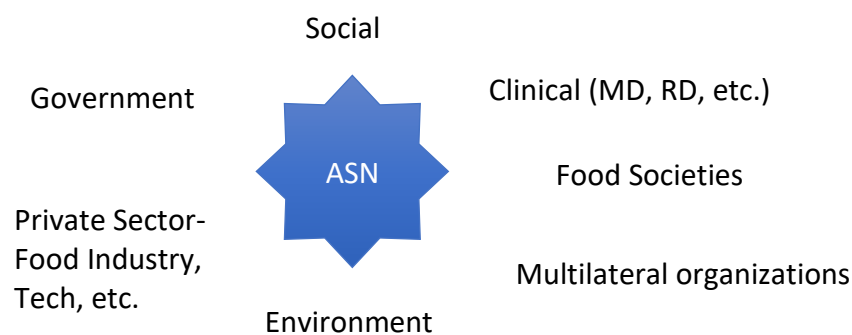 Social
Government
Clinical (MD, RD, etc.)
ASN
Food Societies
Private Sector-
Food Industry,
Tech, etc.
Multilateral organizations
Environment